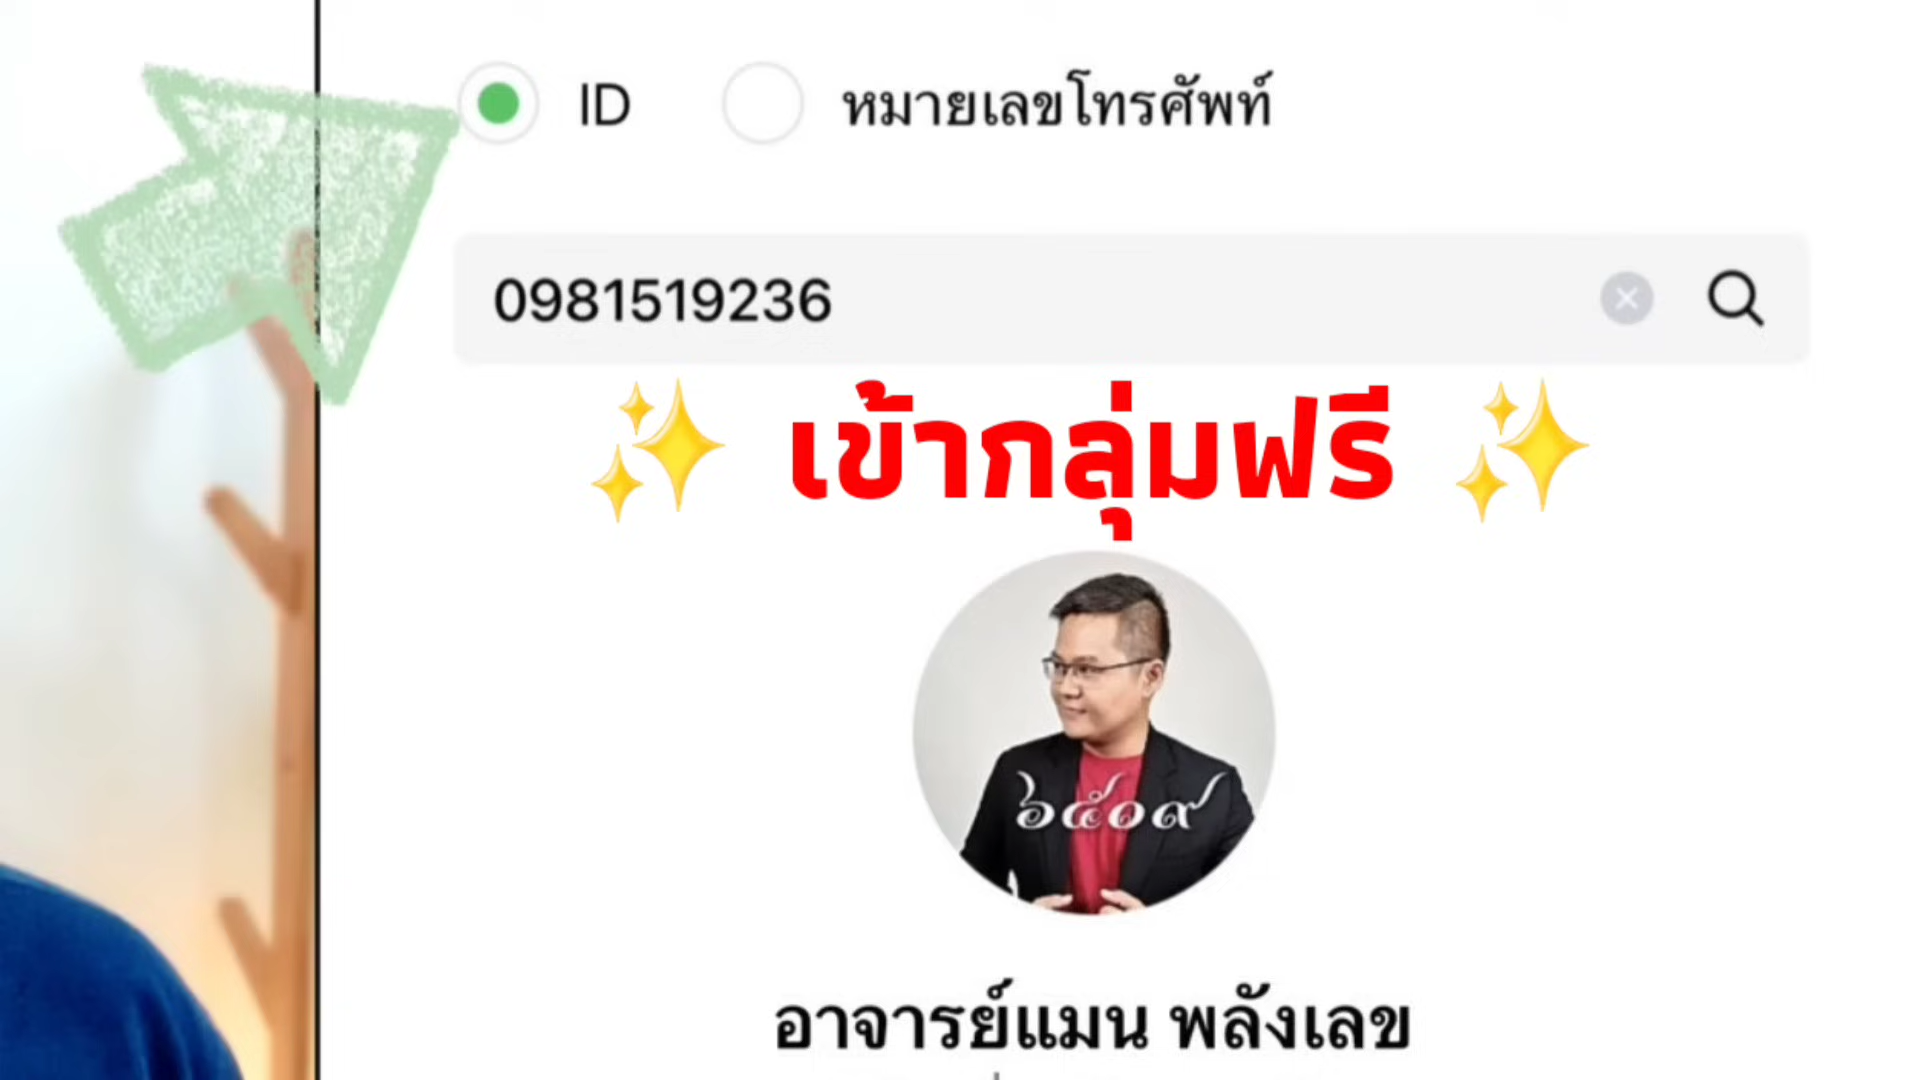 ID หมายเลขโทรศัพท์
0981519236
✨ เข้ากลุ่มฟรี ✨
๖๕๑๙
อาจารย์แมน พลังเลข